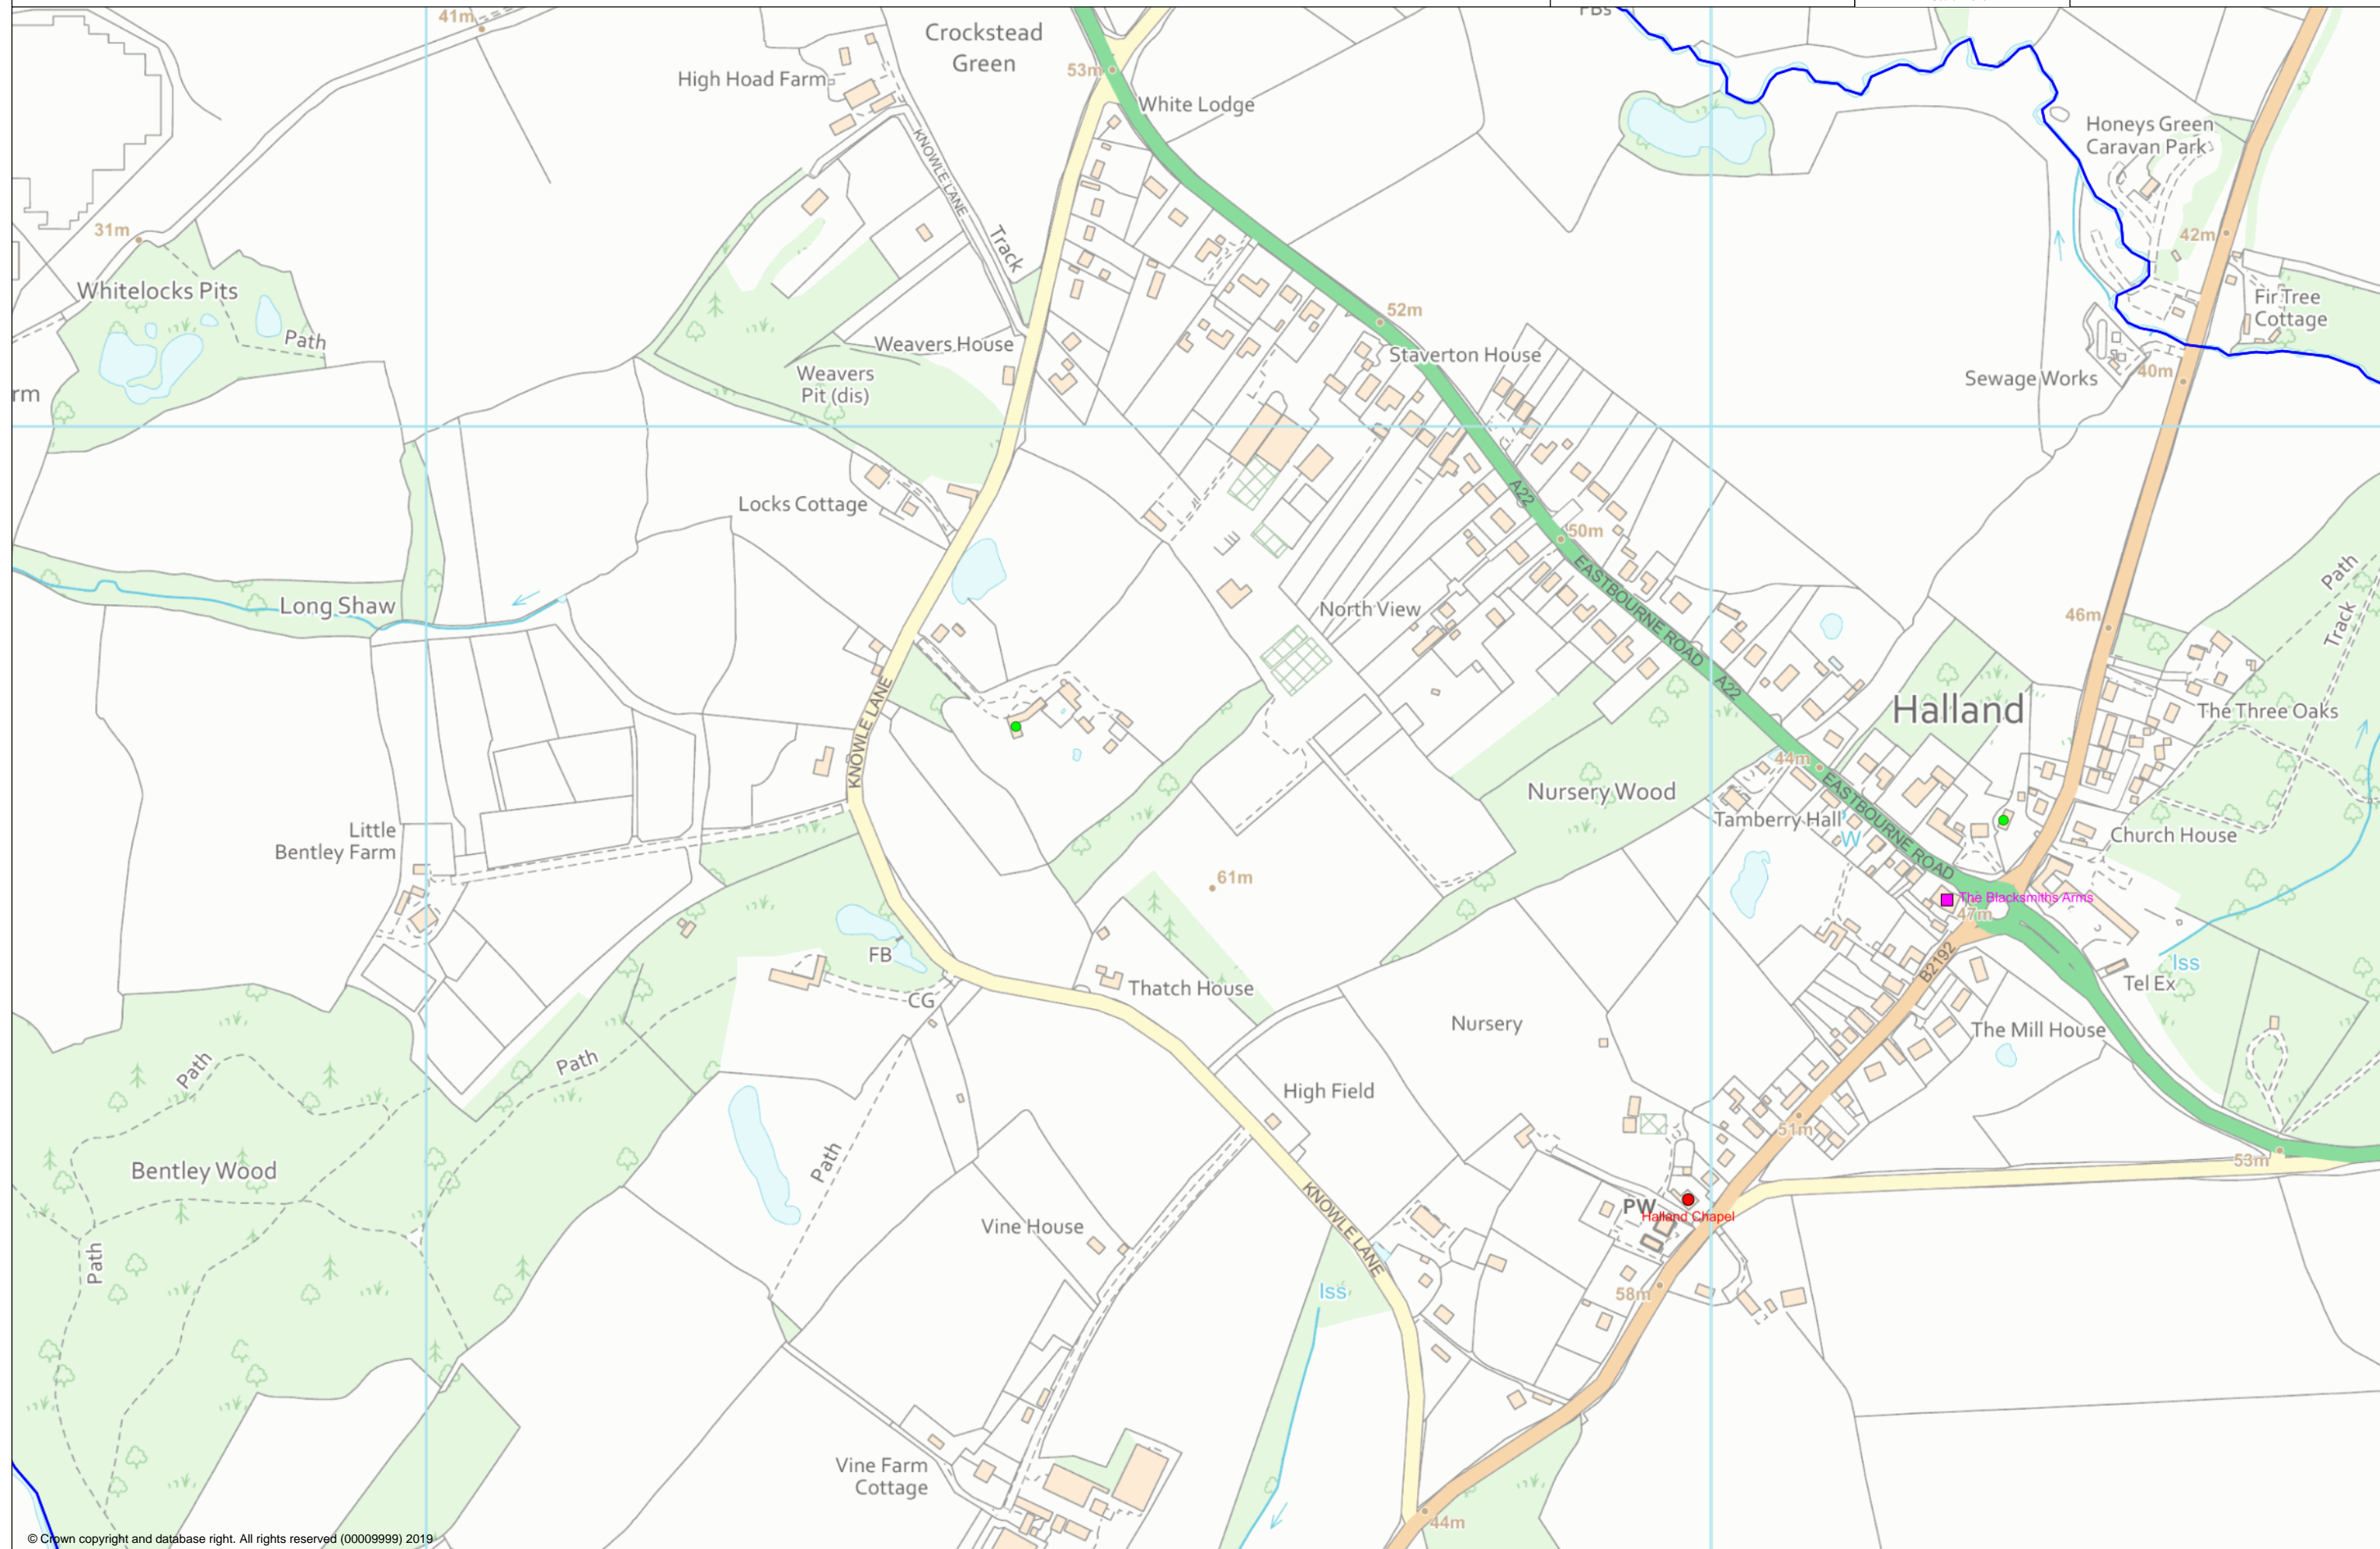 41m
Crockstead
Green
FBs
High Hoad Farm
53m
White Lodge
KNOWLE LANE
Honeys Green
Caravan Park
31m
Track
42m
Whitelocks Pits
Path
Fir Tree
Cottage
52m
Weavers House
Staverton House
Weavers
Pit (dis)
Sewage Works
40m
rm
Locks Cottage
A22
50m
EASTBOURNE ROAD
Long Shaw
North View
46m
Path
Track
KNOWLE LANE
A22
Halland
The Three Oaks
44m
Nursery Wood
EASTBOURNE ROAD
Tamberry Hall
W
Little
Bentley Farm
Church House
61m
The Blacksmiths Arms
47m
FB
B2192
Iss
CG
Thatch House
Tel Ex
Nursery
The Mill House
Path
Path
High Field
51m
Bentley Wood
Path
53m
KNOWLE LANE
PW
Halland Chapel
Vine House
Path
Iss
58m
Vine Farm
Cottage
44m
© Crown copyright and database right. All rights reserved (00009999) 2019